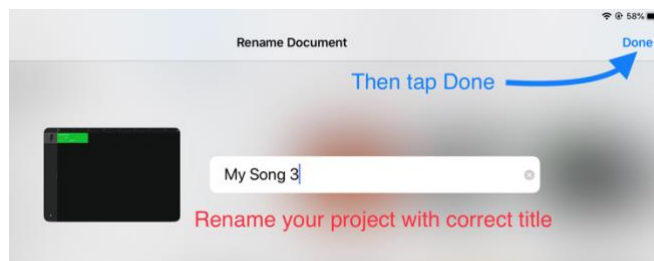 58%
Rename Document
Done
Then tap Done
My Song 3
Rename your project with correct title